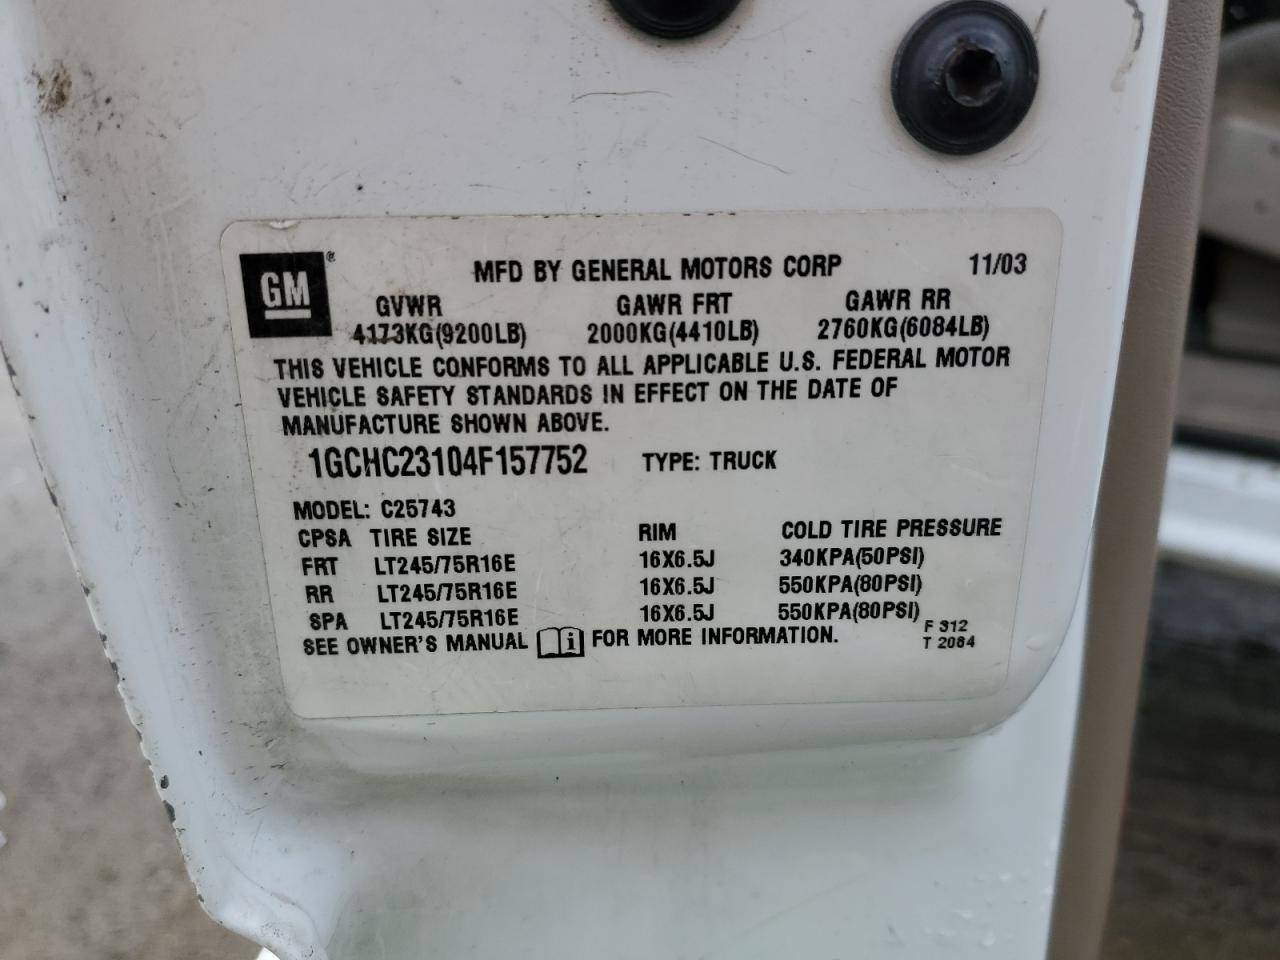 GM®
MFD BY GENERAL MOTORS CORP 11/03
GVWR GAWR FRT GAWR RR
4173KG(9200LB) 2000KG(4410LB) 2760KG(6084LB)
THIS VEHICLE CONFORMS TO ALL APPLICABLE U.S. FEDERAL MOTOR
VEHICLE SAFETY STANDARDS IN EFFECT ON THE DATE OF
MANUFACTURE SHOWN ABOVE.
1GCHC23104F157752 TYPE: TRUCK
MODEL: C25743
CPSA TIRE SIZE RIM COLD TIRE PRESSURE
FRT LT245/75R16E 16X6.5J 340KPA(50PSI)
RR LT245/75R16E 16X6.5J 550KPA(80PSI)
SPA LT245/75R16E 16X6.5J 550KPA(80PSI)
SEE OWNER'S MANUAL i FOR MORE INFORMATION.
F 312
T 2084